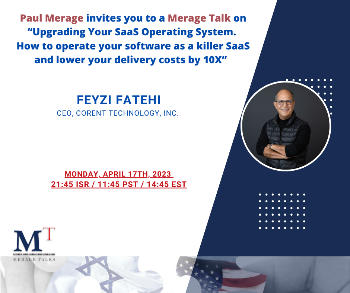 Paul Merage invites you to a Merage Talk on
“Upgrading Your SaaS Operating System.
How to operate your software as a killer SaaS
and lower your delivery costs by 10X”
FEYZI FATEHI
CEO, CORENT TECHNOLOGY, INC.
MONDAY, APRIL 17TH, 2023
21:45 ISR / 11:45 PST / 14:45 EST
MT
MERAGE TALKS